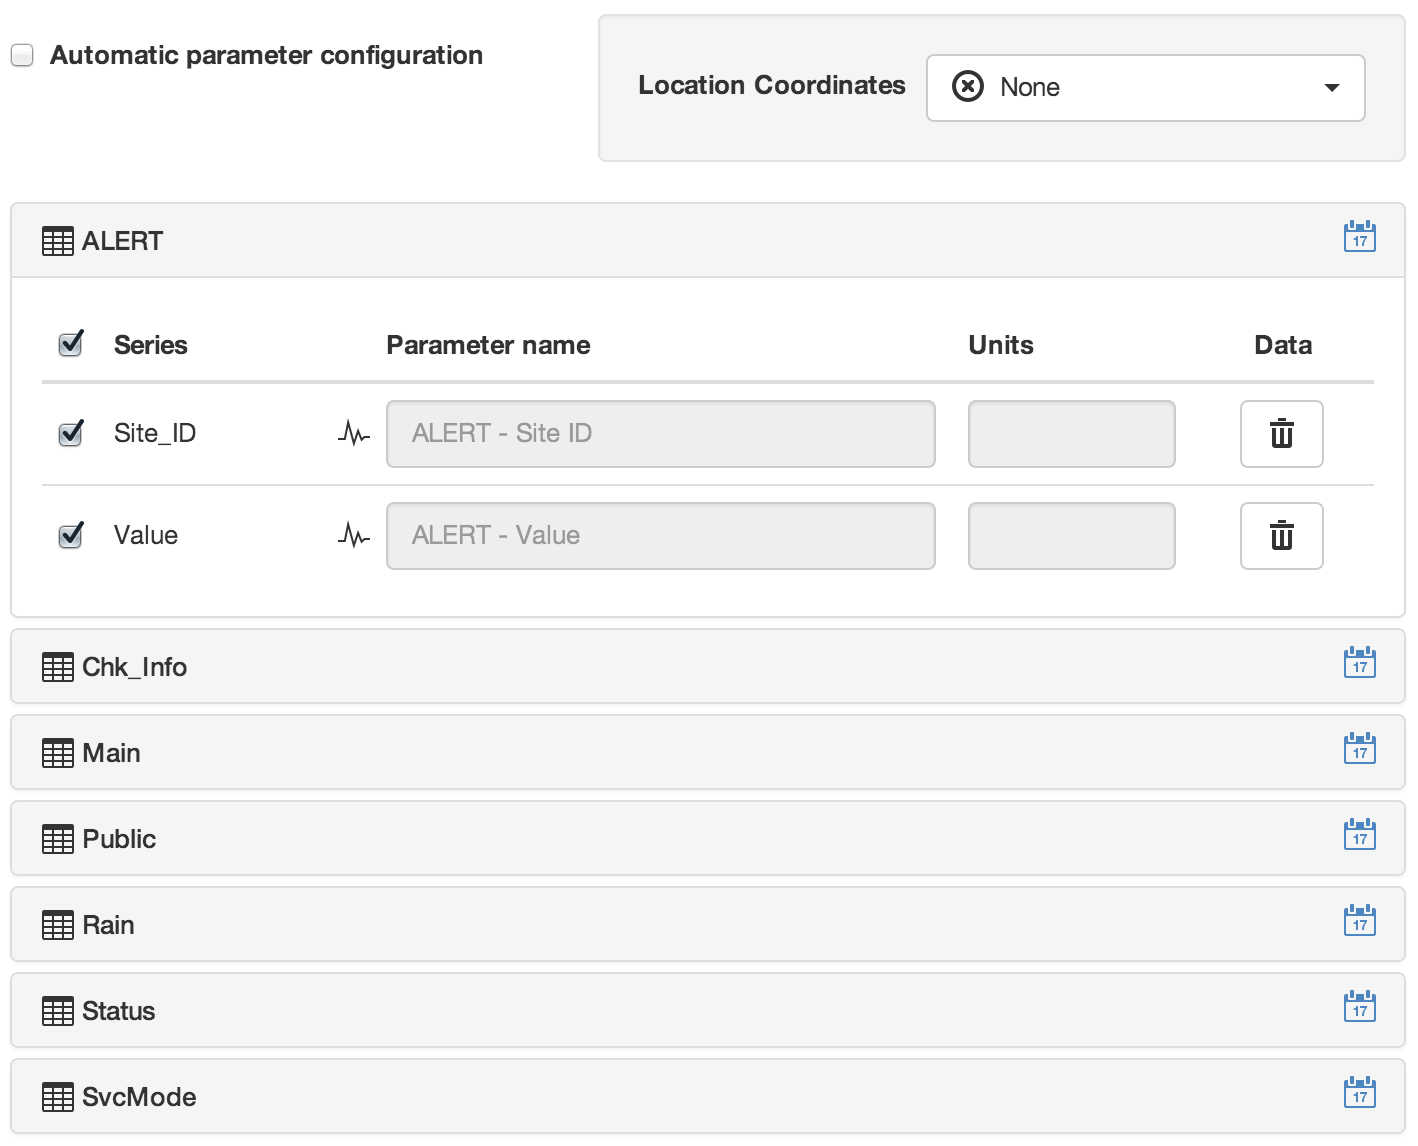 Automatic parameter configuration
Location Coordinates None
ALERT 17
Series Parameter name Units Data
Site_ID ALERT - Site ID
Value ALERT - Value
Chk_Info 17
Main 17
Public 17
Rain 17
Status 17
SvcMode 17